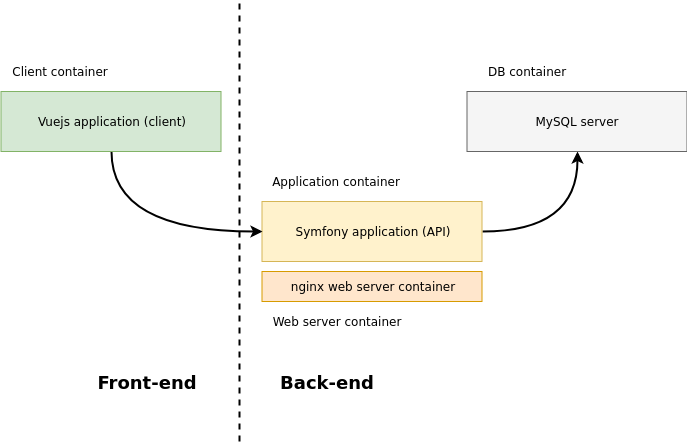 Client container
DB container
Vuejs application (client)
MySQL server
Application container
Symfony application (API)
nginx web server container
Web server container
Front-end
Back-end